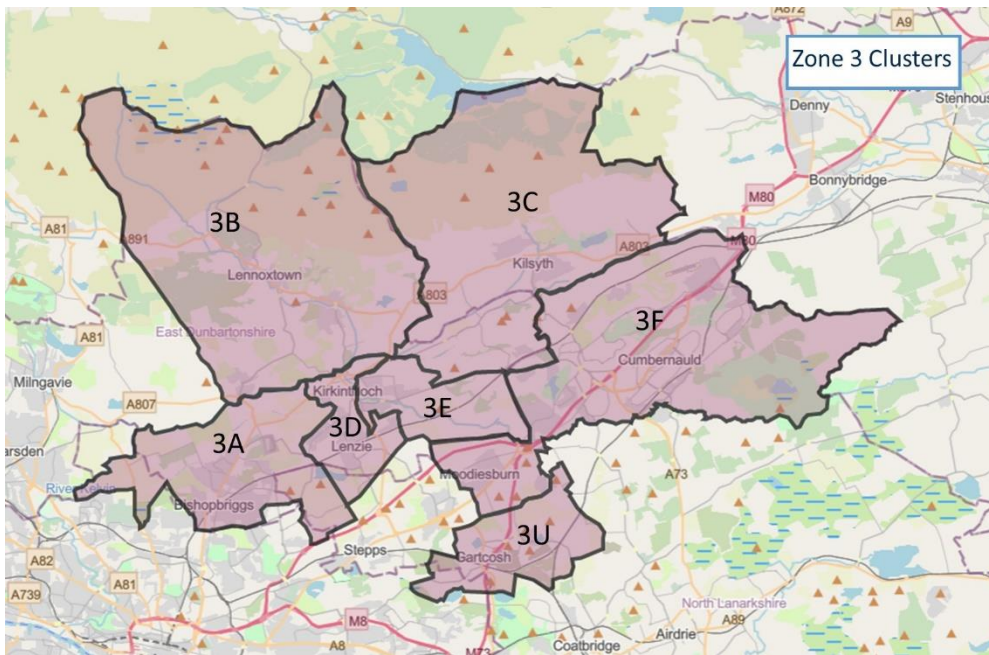 A872
A9
Zone 3 Clusters
Denny
Stenhous
Bonnybridge
M80
3C
3B
A81
A891
A803
M80
Lennoxtown
Kilsyth
A803
3F
East Dunbartonshire
A81
Cumbernauld
Milngavie
Kirkintilloch
A807
3E
3D
3A
Lenzie
arsden
A73
Moodiesburn
River Kelvin
Bishopbriggs
3U
Stepps
Gartcosh
A82
A81
A739
North Lanarkshire
M8
A89
Airdrie
A8
Coatbridge
M73